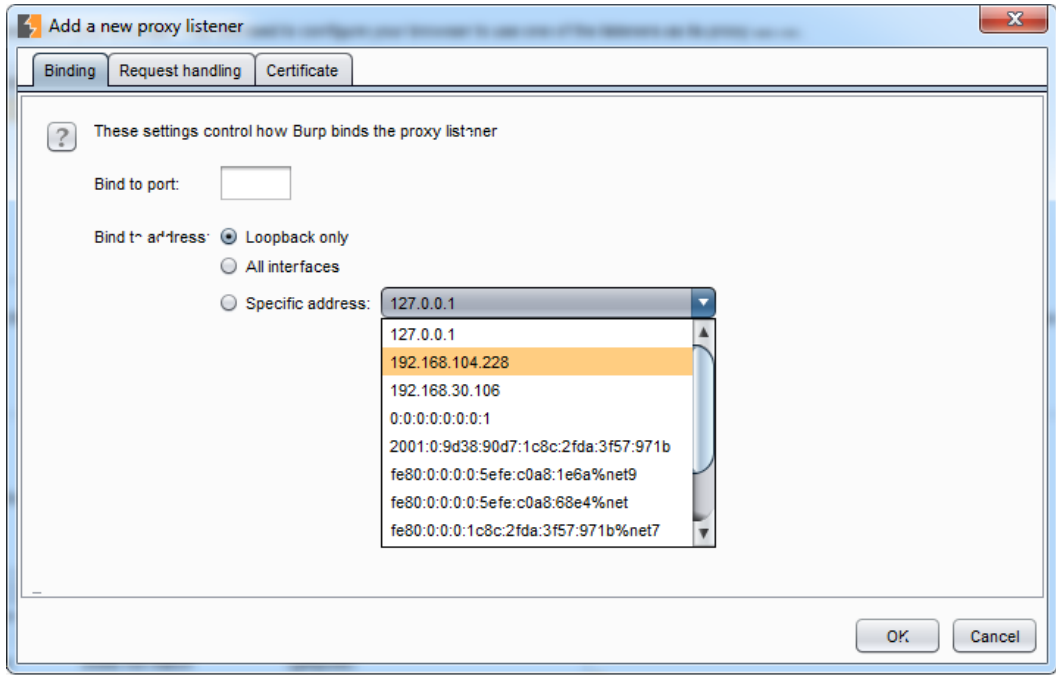 Add a new proxy listener
Binding Request handling Certificate
?
These settings control how Burp binds the proxy listener
Bind to port:
Bind to address: Loopback only
All interfaces
Specific address: 127.0.0.1
127.0.0.1
192.168.104.228
192.168.30.106
0:0:0:0:0:0:0:1
2001:0:9d38:90d7:1c8c:2fda:3f57:971b
fe80:0:0:0:0:5efe:c0a8:1e6a%net9
fe80:0:0:0:0:5efe:c0a8:68e4%net
fe80:0:0:0:1c8c:2fda:3f57:971b%net7
OK Cancel